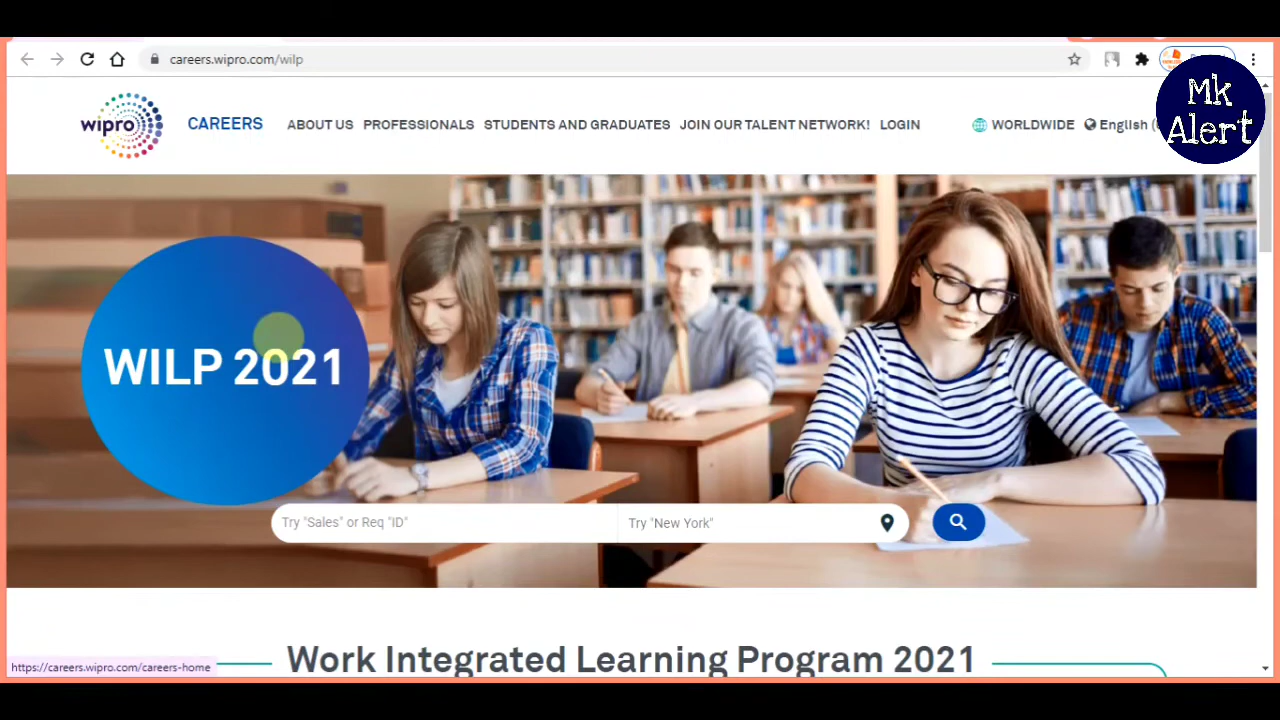 careers.wipro.com/wilp
Mk
Alert
wipro
CAREERS
ABOUT US PROFESSIONALS STUDENTS AND GRADUATES JOIN OUR TALENT NETWORK! LOGIN
WORLDWIDE English (
WILP 2021
Try "Sales" or Req "ID"
Try "New York"
Work Integrated Learning Program 2021
https://careers.wipro.com/careers-home